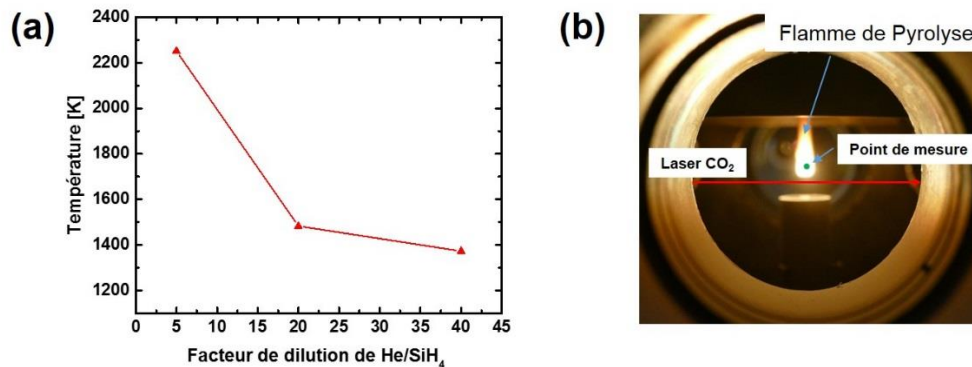 (a)
2400
2200
2000
1800
1600
1400
1200
Température [K]
0 5 10 15 20 25 30 35 40 45
Facteur de dilution de He/SiH₄
(b)
Flamme de Pyrolyse
Point de mesure
Laser CO₂